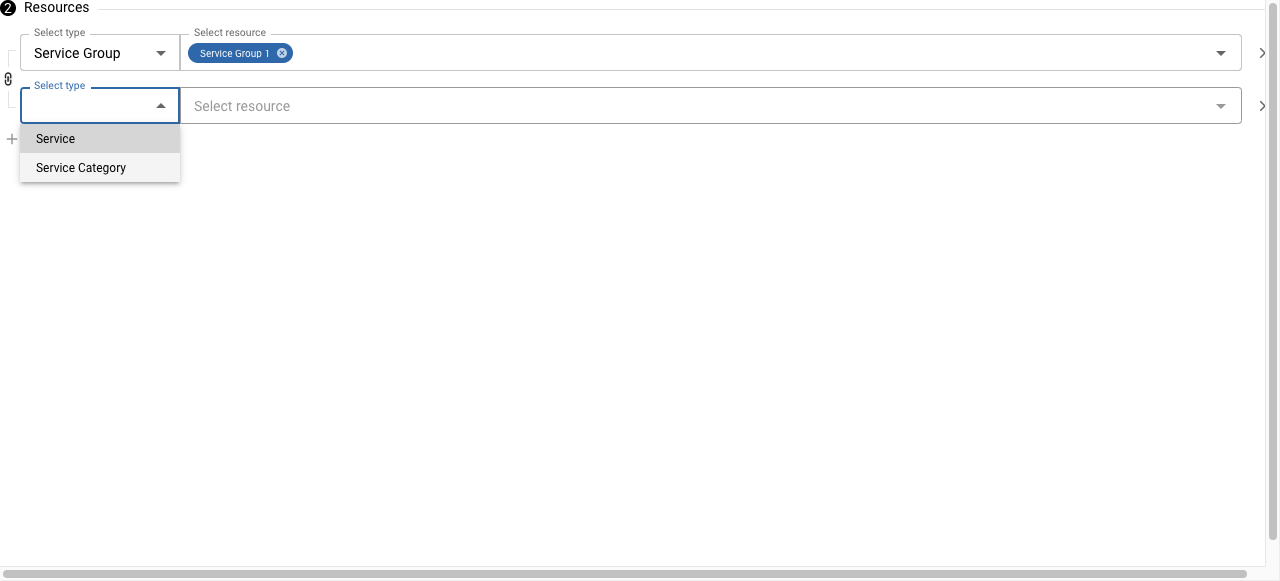 2 Resources
Select type Select resource
Service Group Service Group 1
Select type
Select resource
Service
Service Category